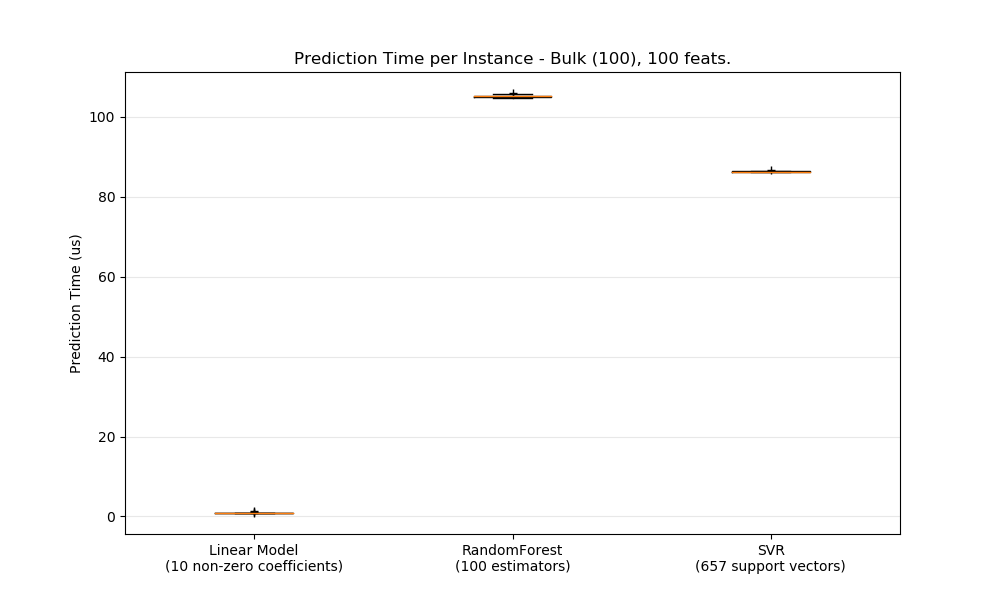 Prediction Time per Instance - Bulk (100), 100 feats.
Prediction Time (us)
100
80
60
40
20
0
Linear Model
(10 non-zero coefficients)
RandomForest
(100 estimators)
SVR
(657 support vectors)